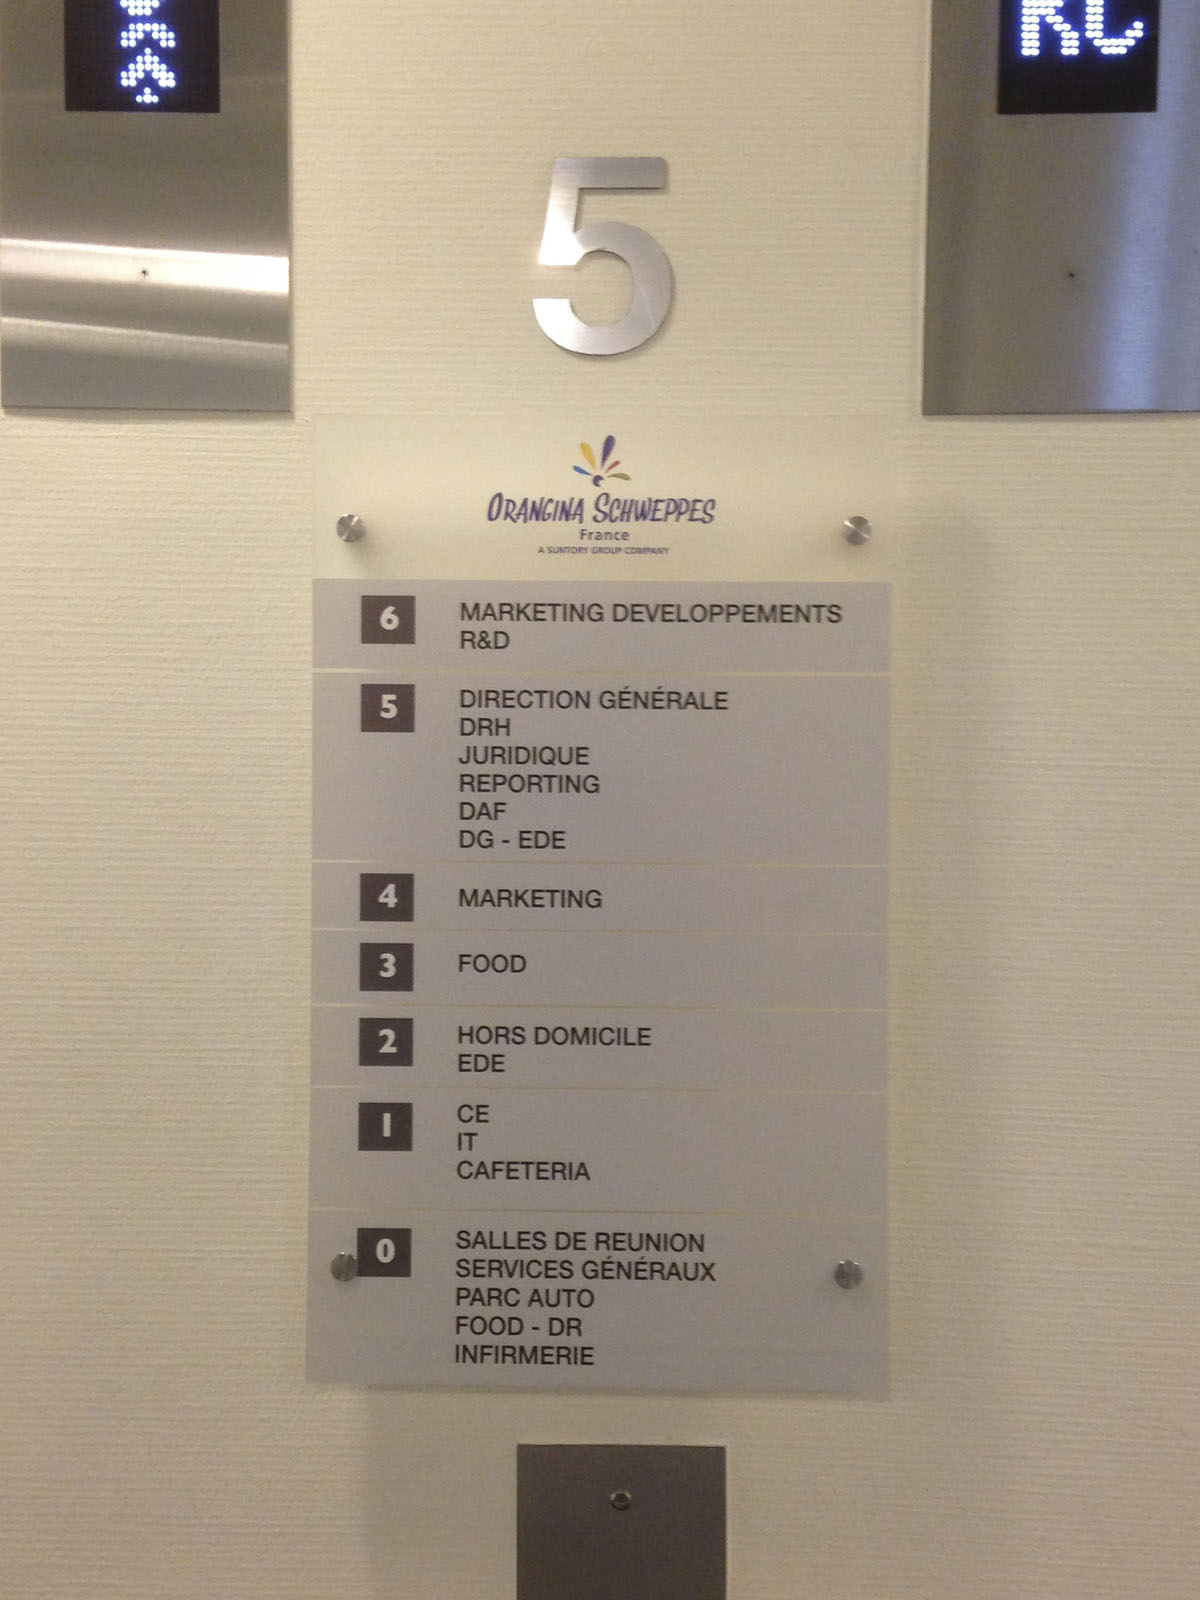 RC
5
ORANGINA SCHWEPPES
France
A SUNTORY GROUP COMPANY
6 MARKETING DEVELOPPEMENTS
R&D
5 DIRECTION GÉNÉRALE
DRH
JURIDIQUE
REPORTING
DAF
DG - EDE
4 MARKETING
3 FOOD
2 HORS DOMICILE
EDE
1 CE
IT
CAFETERIA
0 SALLES DE REUNION
SERVICES GÉNÉRAUX
PARC AUTO
FOOD - DR
INFIRMERIE